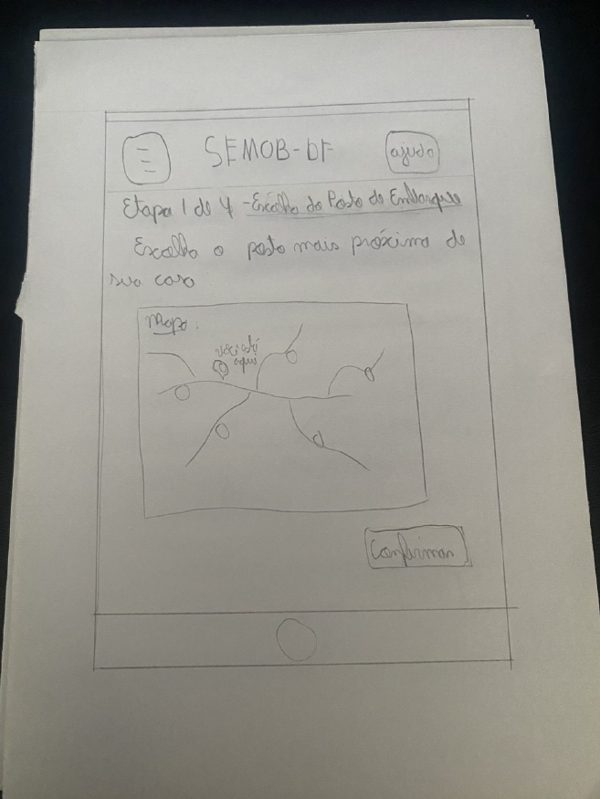 SEMOB-DF
ajuda
Etapa 1 de 4 - Escolha do Posto de Embarque
Escolha o posto mais próximo de
sua casa
Mapa:
você está
aqui
Confirmar